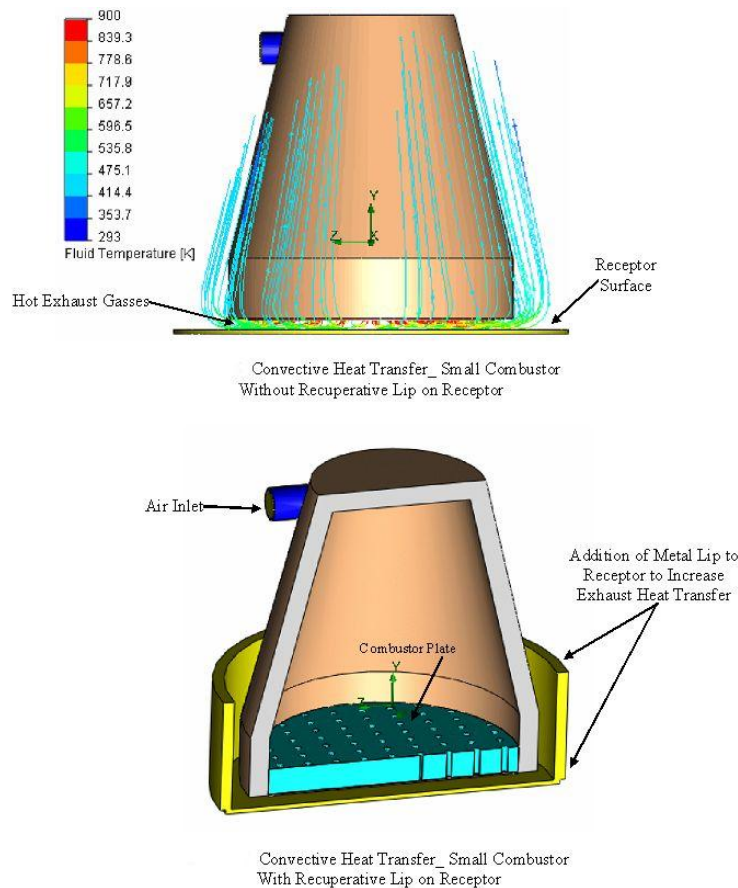 900
839.3
778.6
717.9
657.2
596.5
535.8
475.1
414.4
353.7
293
Fluid Temperature [K]
Y
Z
X
Hot Exhaust Gasses
Receptor
Surface
Convective Heat Transfer_ Small Combustor
Without Recuperative Lip on Receptor
Air Inlet
Addition of Metal Lip to
Receptor to Increase
Exhaust Heat Transfer
Combustor Plate
Y
Z
Convective Heat Transfer_ Small Combustor
With Recuperative Lip on Receptor